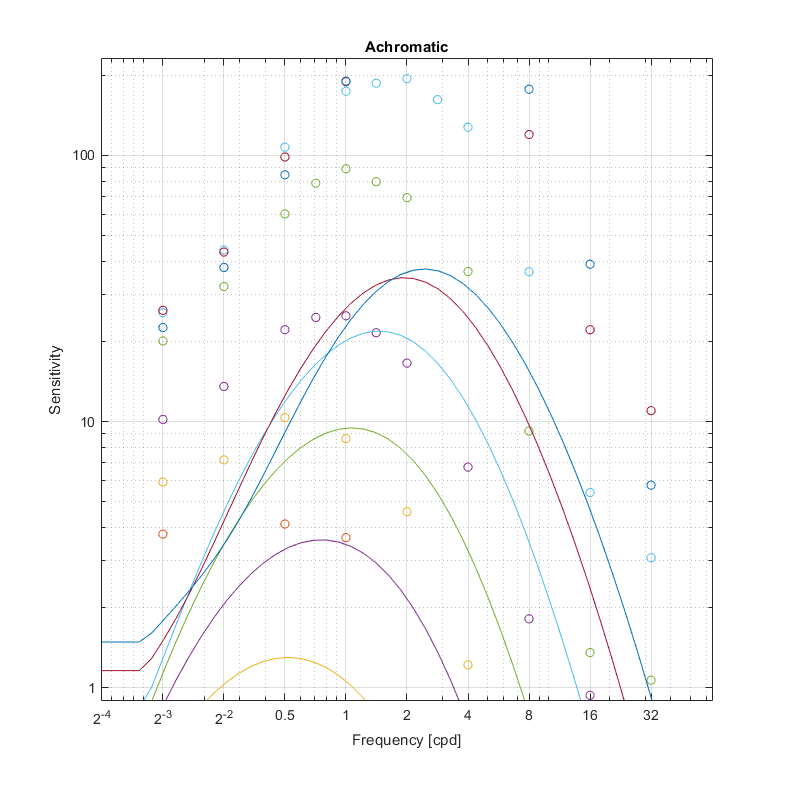 Achromatic
Sensitivity
100
10
1
2-4 2-3 2-2 0.5 1 2 4 8 16 32
Frequency [cpd]